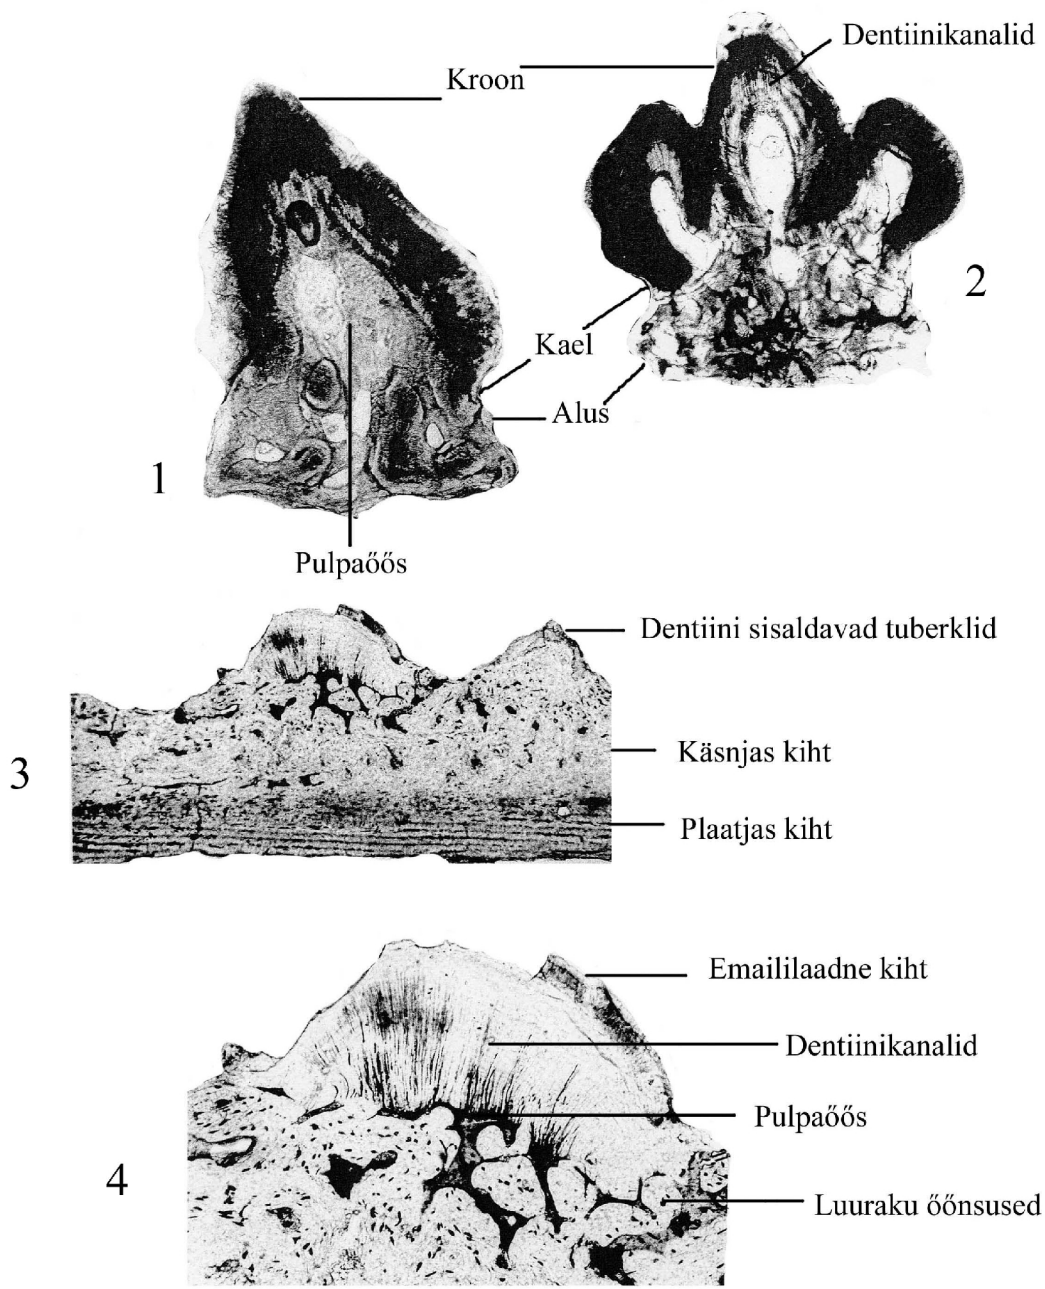 Dentiinikanalid
Kroon
2
Kael
Alus
1
Pulpaőős
Dentiini sisaldavad tuberklid
Käsnjas kiht
3
Plaatjas kiht
Emaililaadne kiht
Dentiinikanalid
Pulpaőős
4
Luuraku őőnsused